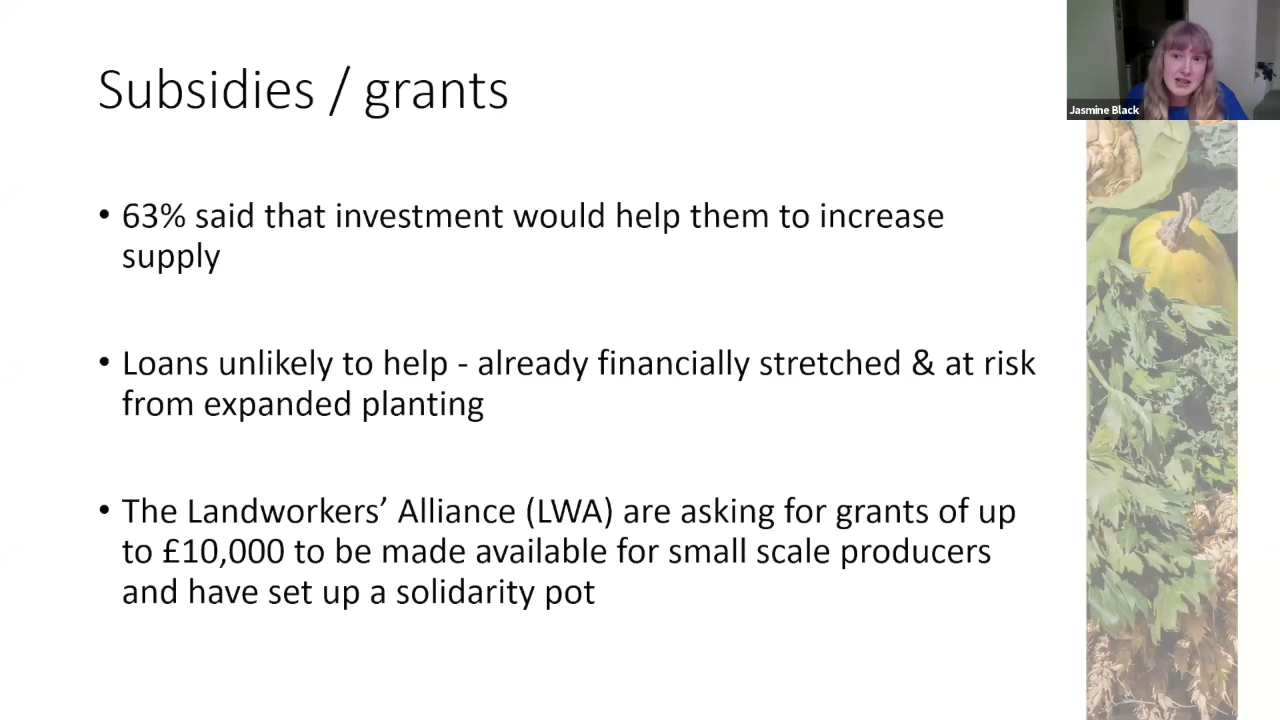 Subsidies / grants
Jasmine Black
• 63% said that investment would help them to increase
supply
• Loans unlikely to help - already financially stretched & at risk
from expanded planting
• The Landworkers’ Alliance (LWA) are asking for grants of up
to £10,000 to be made available for small scale producers
and have set up a solidarity pot